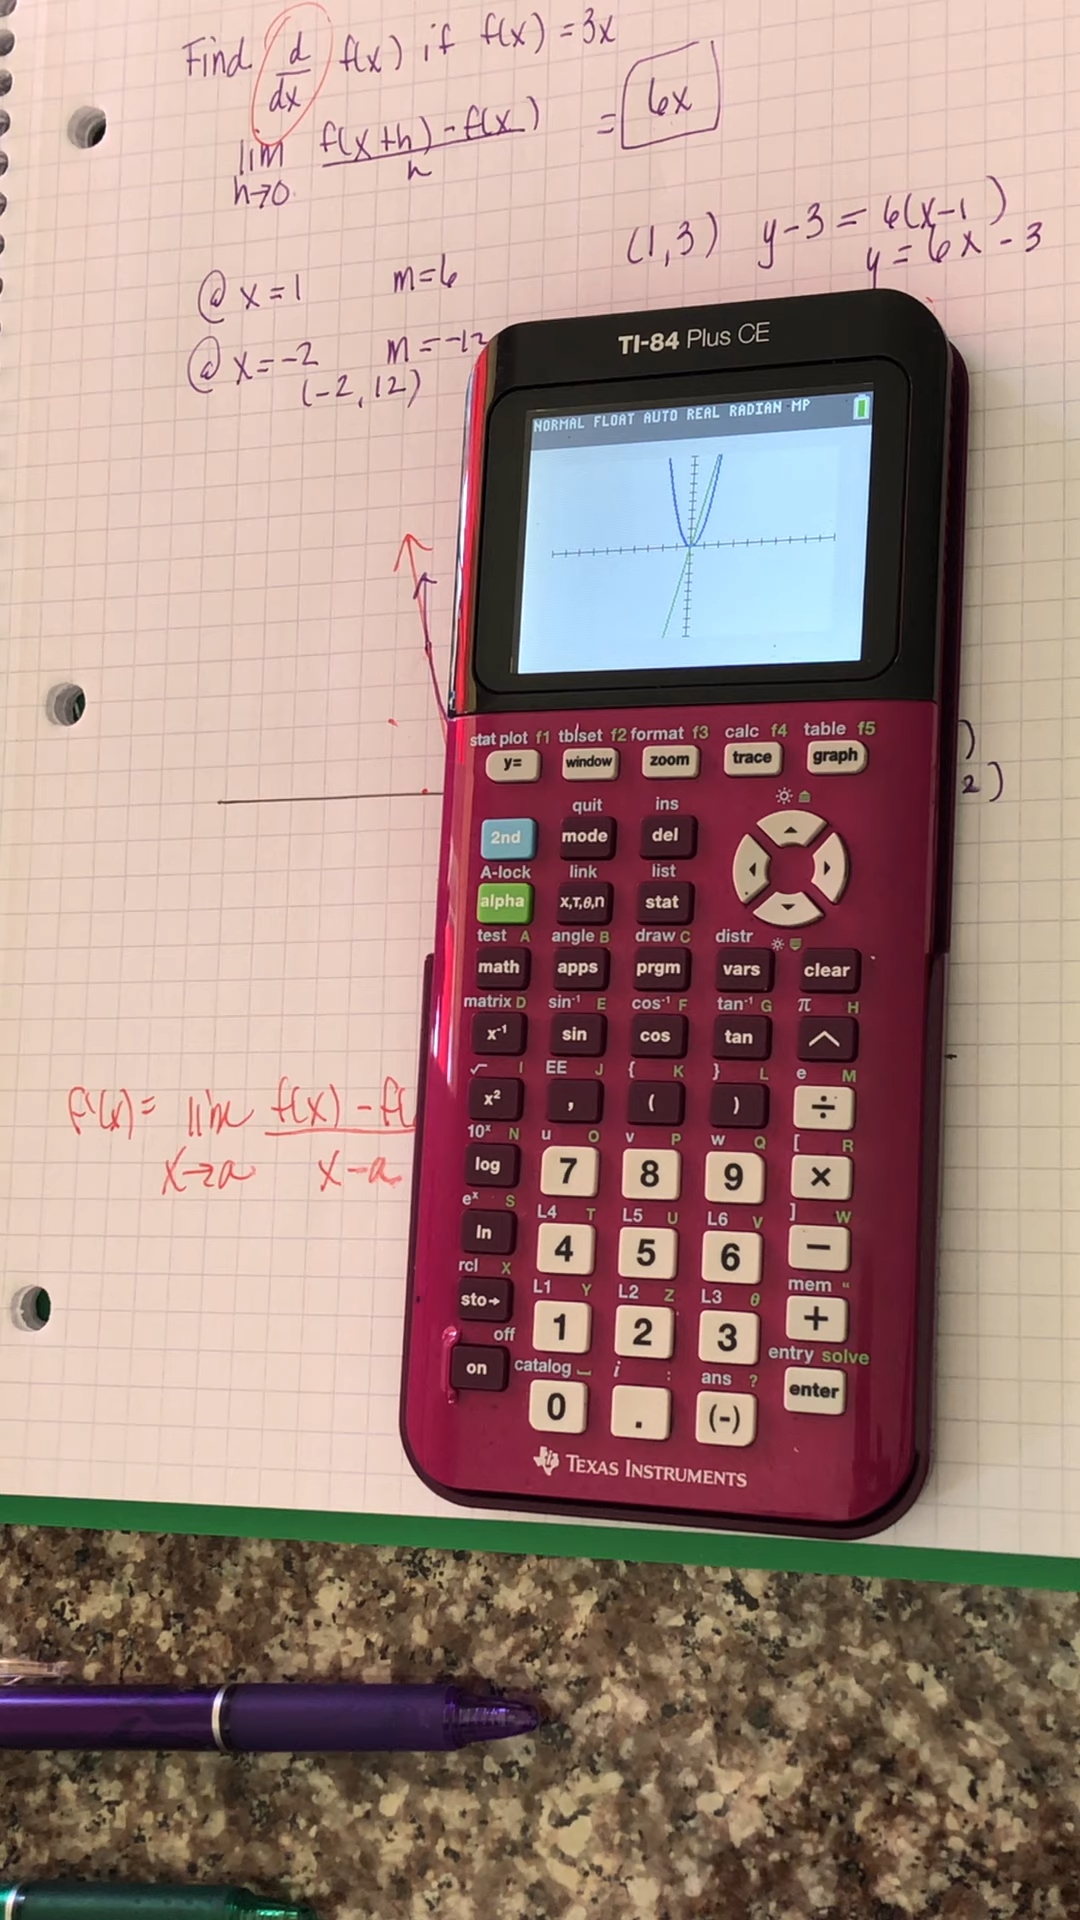 Find d/dx f(x) if f(x) = 3x
lim h→0 f(x+h) - f(x) / h = 6x
(1,3) y-3 = 6(x-1)
y = 6x - 3
@ x=1 m=6
@ x=-2 m=-12
(-2, 12)
TI-84 Plus CE
NORMAL FLOAT AUTO REAL RADIAN MP
stat plot f1 tblset f2 format f3 calc f4 table f5
y= window zoom trace graph
)
2)
quit ins
2nd mode del
A-lock link list
alpha X,T,θ,n stat
test A angle B draw C distr
math apps prgm vars clear
matrix D sin⁻¹ E cos⁻¹ F tan⁻¹ G π H
x⁻¹ sin cos tan ^
√ I EE J { K } L e M
x² , ( ) ÷
f'(x) = lim x→a f(x) - f( / x-a
10ˣ N u O v P w Q [ R
log 7 8 9 ×
eˣ S L4 T L5 U L6 V ] W
ln 4 5 6 −
rcl X L1 Y L2 Z L3 θ mem "
sto→ 1 2 3 +
off catalog ⎵ i : ans ? entry solve
on 0 . (-) enter
TEXAS INSTRUMENTS